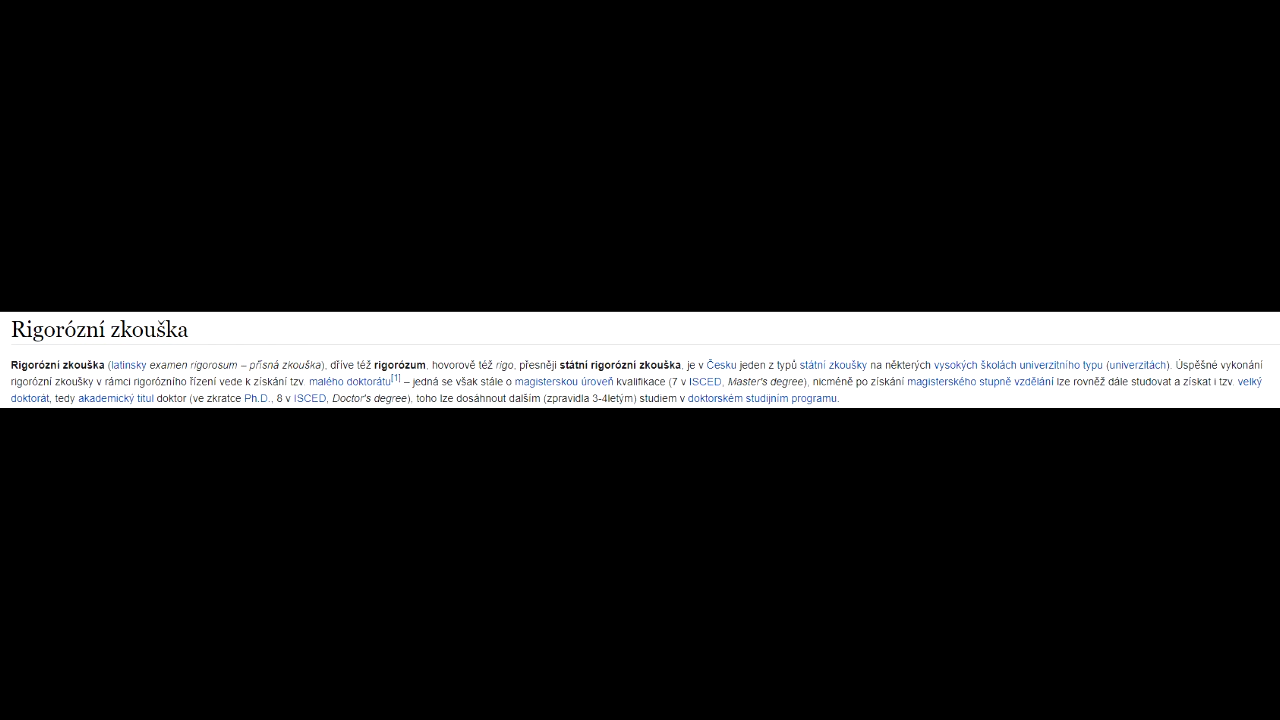 Rigorózní zkouška
Rigorózní zkouška (latinsky examen rigorosum – přísná zkouška), dříve též rigorózum, hovorově též rigo, přesněji státní rigorózní zkouška, je v Česku jeden z typů státní zkoušky na některých vysokých školách univerzitního typu (univerzitách). Úspěšné vykonání
rigorózní zkoušky v rámci rigorózního řízení vede k získání tzv. malého doktorátu[1] – jedná se však stále o magisterskou úroveň kvalifikace (7 v ISCED, Master's degree), nicméně po získání magisterského stupně vzdělání lze rovněž dále studovat a získat i tzv. velký
doktorát, tedy akademický titul doktor (ve zkratce Ph.D., 8 v ISCED, Doctor's degree), toho lze dosáhnout dalším (zpravidla 3-4letým) studiem v doktorském studijním programu.